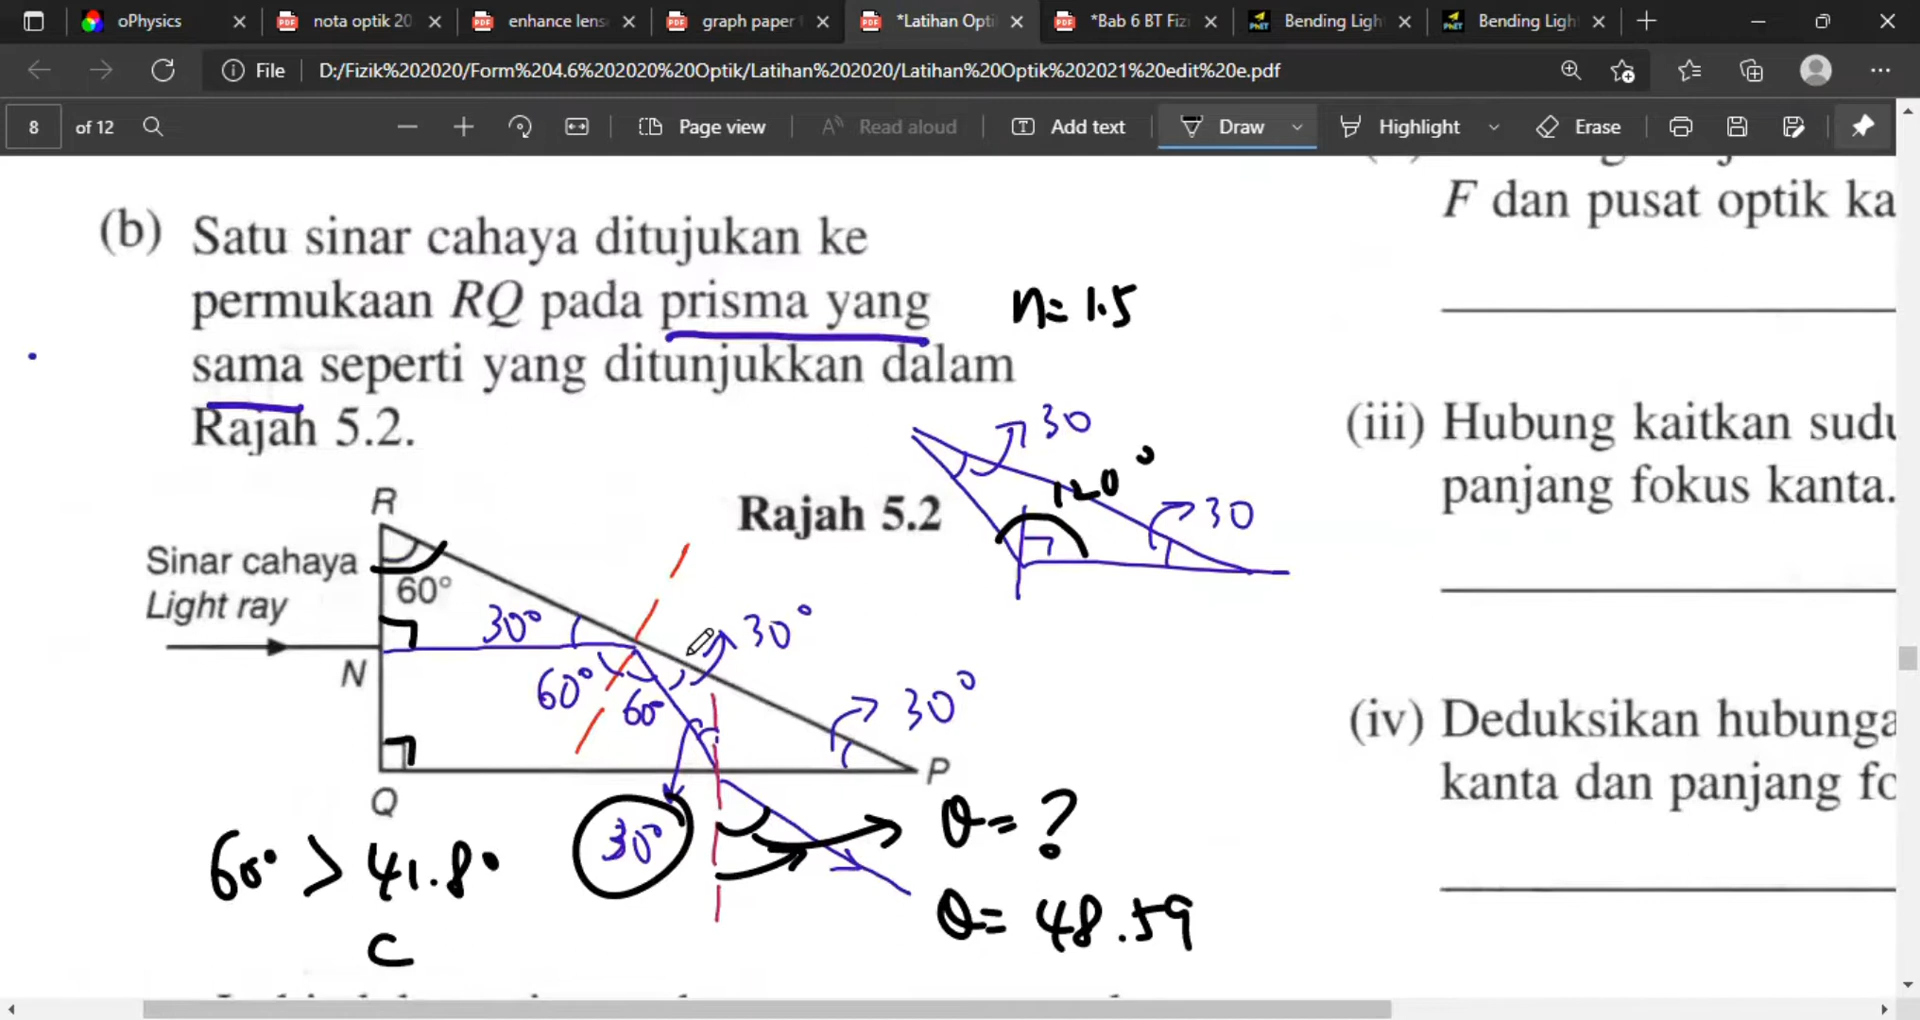 oPhysics
nota optik 20
enhance lens
graph paper
*Latihan Opti
*Bab 6 BT Fizi
Bending Light
Bending Light
File
D:/Fizik%202020/Form%204.6%202020%20Optik/Latihan%202020/Latihan%20Optik%202021%20edit%20e.pdf
8 of 12
Page view
Read aloud
Add text
Draw
Highlight
Erase
(b) Satu sinar cahaya ditujukan ke
permukaan RQ pada prisma yang
sama seperti yang ditunjukkan dalam
Rajah 5.2.
n = 1.5
30
120°
30
R
Rajah 5.2
Sinar cahaya
Light ray
60°
30°
30°
N
60°
60
30°
Q
P
30°
θ = ?
60° > 41.8°
c
θ = 48.59
F dan pusat optik ka
(iii) Hubung kaitkan sudu
panjang fokus kanta.
(iv) Deduksikan hubunga
kanta dan panjang fo